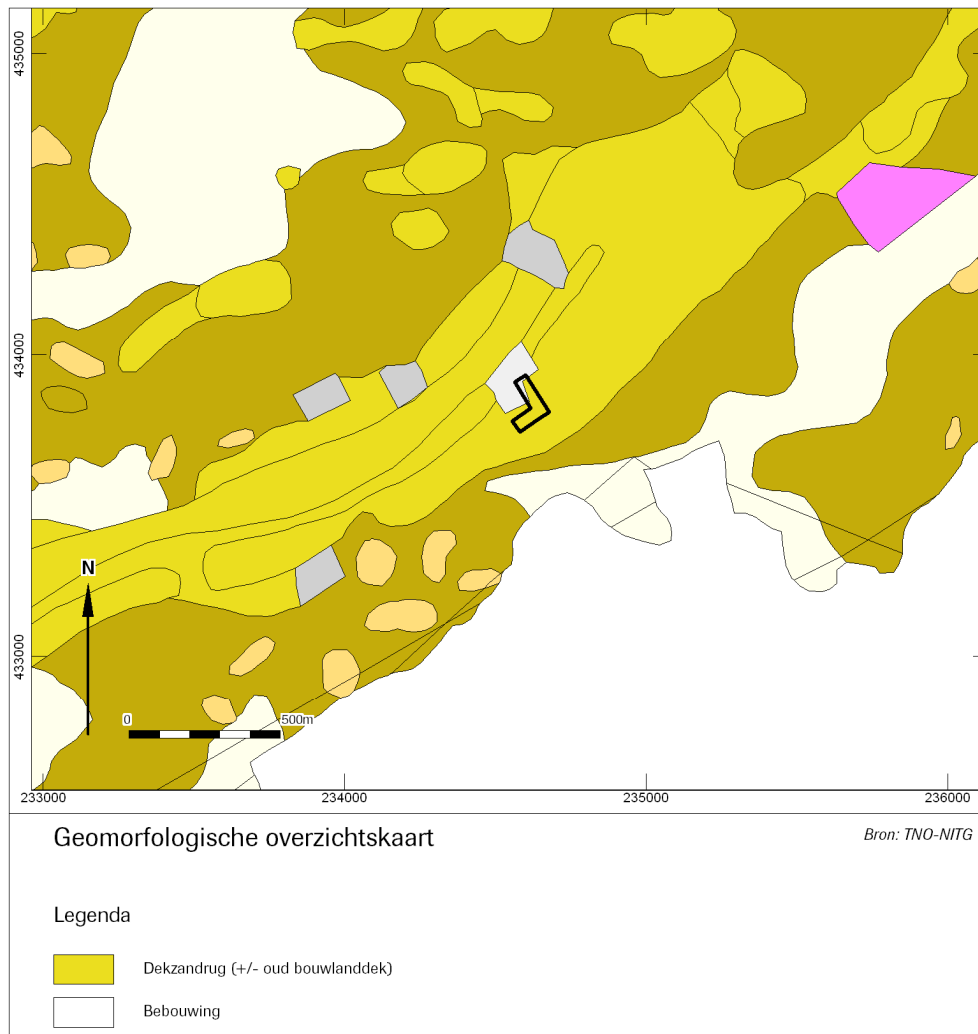 435000
434000
433000
N
0
500m
233000
234000
235000
236000
Geomorfologische overzichtskaart
Bron: TNO-NITG
Legenda
Dekzandrug (+/- oud bouwlanddek)
Bebouwing